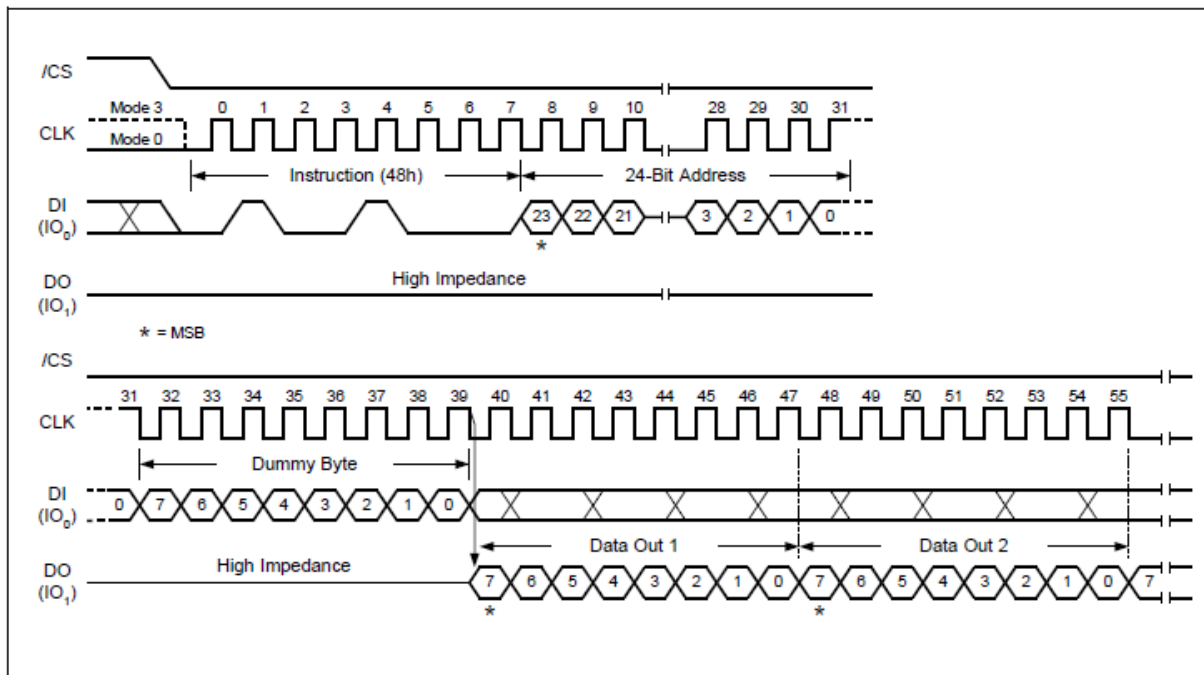 /CS
Mode 3 0 1 2 3 4 5 6 7 8 9 10 28 29 30 31
CLK Mode 0
Instruction (48h) 24-Bit Address
DI
(IO0) 23 22 21 3 2 1 0
*
DO High Impedance
(IO1)
* = MSB
/CS
31 32 33 34 35 36 37 38 39 40 41 42 43 44 45 46 47 48 49 50 51 52 53 54 55
CLK
Dummy Byte
DI
(IO0) 0 7 6 5 4 3 2 1 0
Data Out 1 Data Out 2
DO High Impedance
(IO1) 7 6 5 4 3 2 1 0 7 6 5 4 3 2 1 0 7
* *